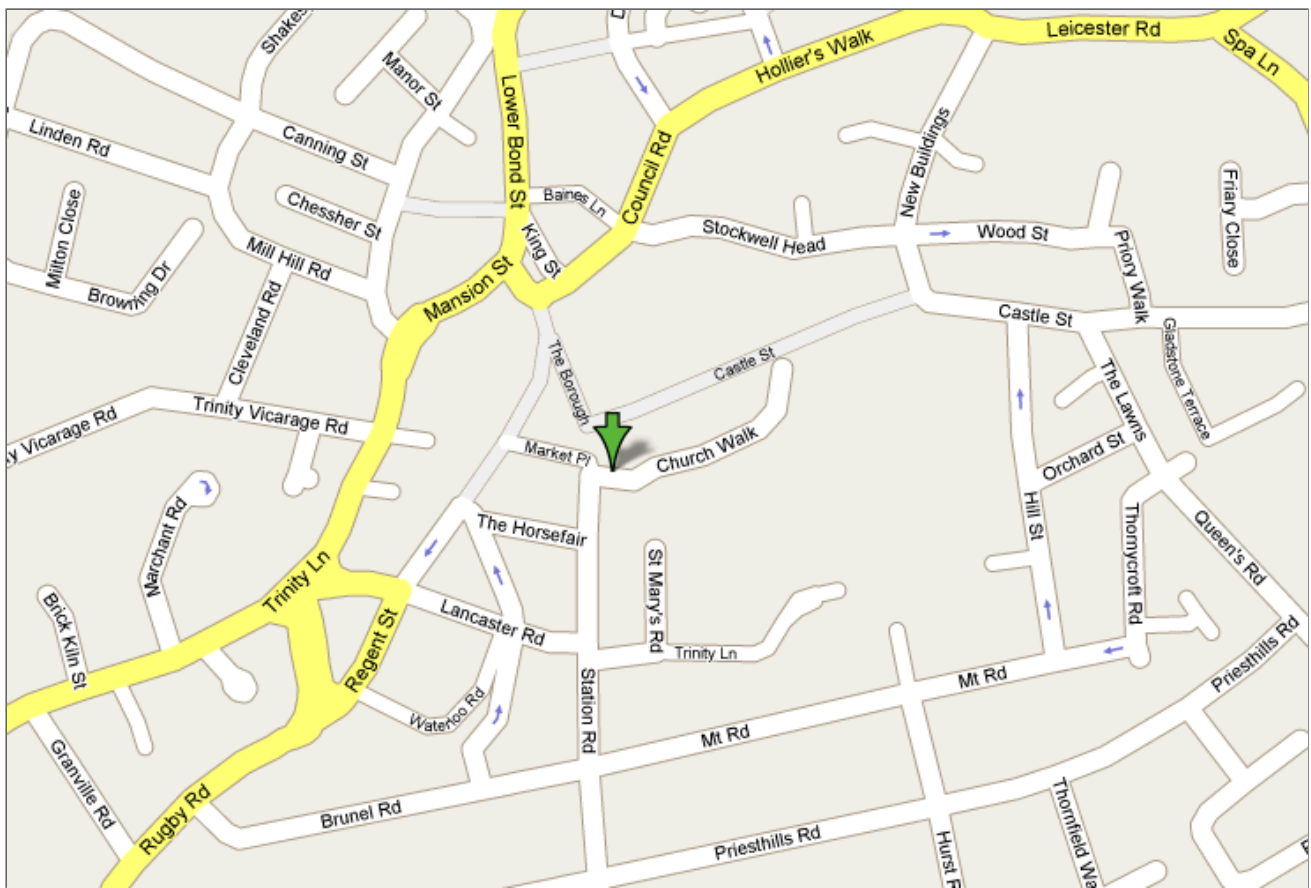 Shakes
Manor St
Lower Bond St
Hollier's Walk
Leicester Rd
Spa Ln
Linden Rd
Canning St
Council Rd
New Buildings
Milton Close
Chessher St
Baines Ln
King St
Stockwell Head
Wood St
Friary Close
Priory Walk
Browning Dr
Mill Hill Rd
Cleveland Rd
Mansion St
The Borough
Castle St
Castle St
Gladstone Terrace
The Lawns
ry Vicarage Rd
Trinity Vicarage Rd
Market Pl
Church Walk
Orchard St
Marchant Rd
The Horsefair
Hill St
Thornycroft Rd
Queen's Rd
Brick Kiln St
Trinity Ln
Regent St
Lancaster Rd
St Mary's Rd
Trinity Ln
Priesthills Rd
Mt Rd
Waterloo Rd
Station Rd
Mt Rd
Granville Rd
Rugby Rd
Brunel Rd
Priesthills Rd
Hurst R
Thornfield Wa